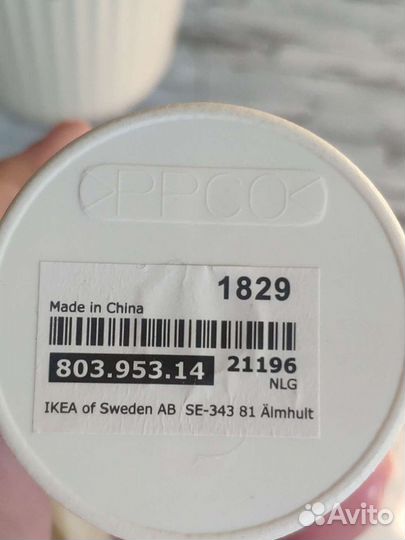 >PPCO<
1829
Made in China
803.953.14
21196
NLG
IKEA of Sweden AB SE-343 81 Älmhult
Avito